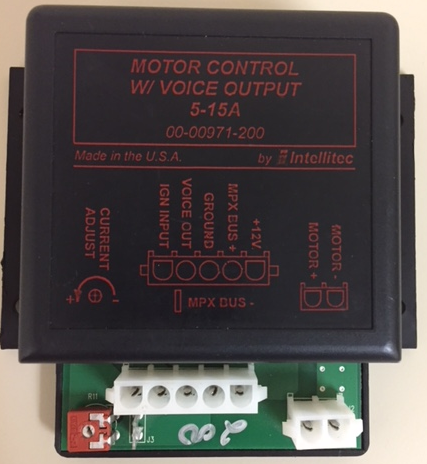 MOTOR CONTROL
W/ VOICE OUTPUT
5-15A
00-00971-200
Made in the U.S.A.
by Intellitec
CURRENT
ADJUST
+
-
IGN INPUT
VOICE OUT
GROUND
MPX BUS +
+12V
MPX BUS -
MOTOR +
MOTOR -
R11
J3
200